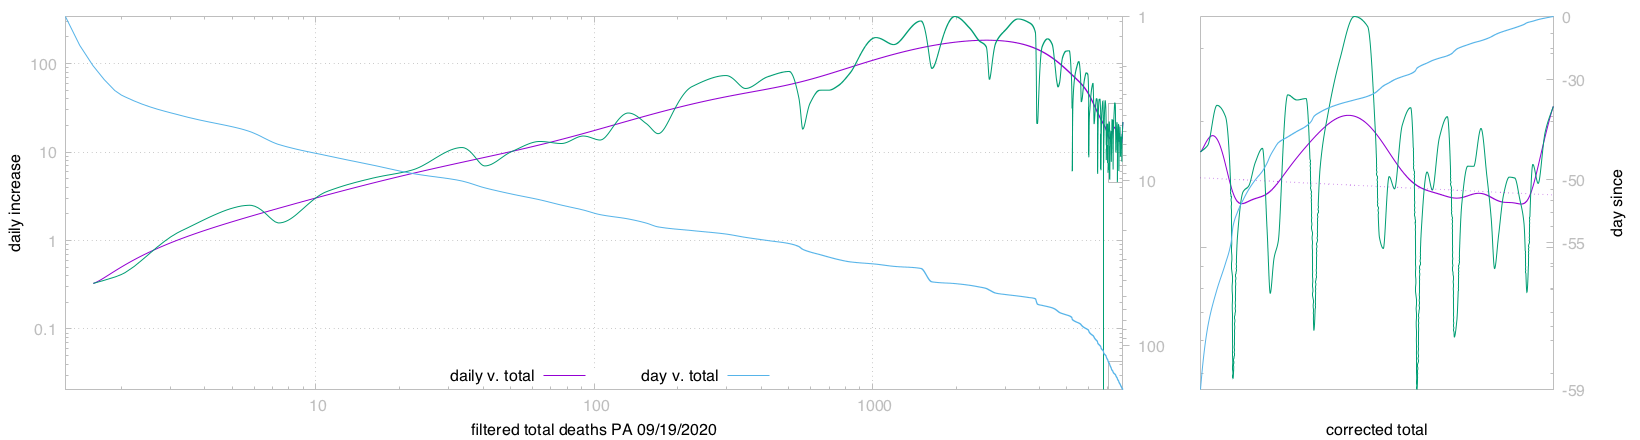 daily increase
100
10
1
0.1
10
100
1000
1
10
100
daily v. total
day v. total
filtered total deaths PA 09/19/2020
0
-30
-50
-55
-59
day since
corrected total